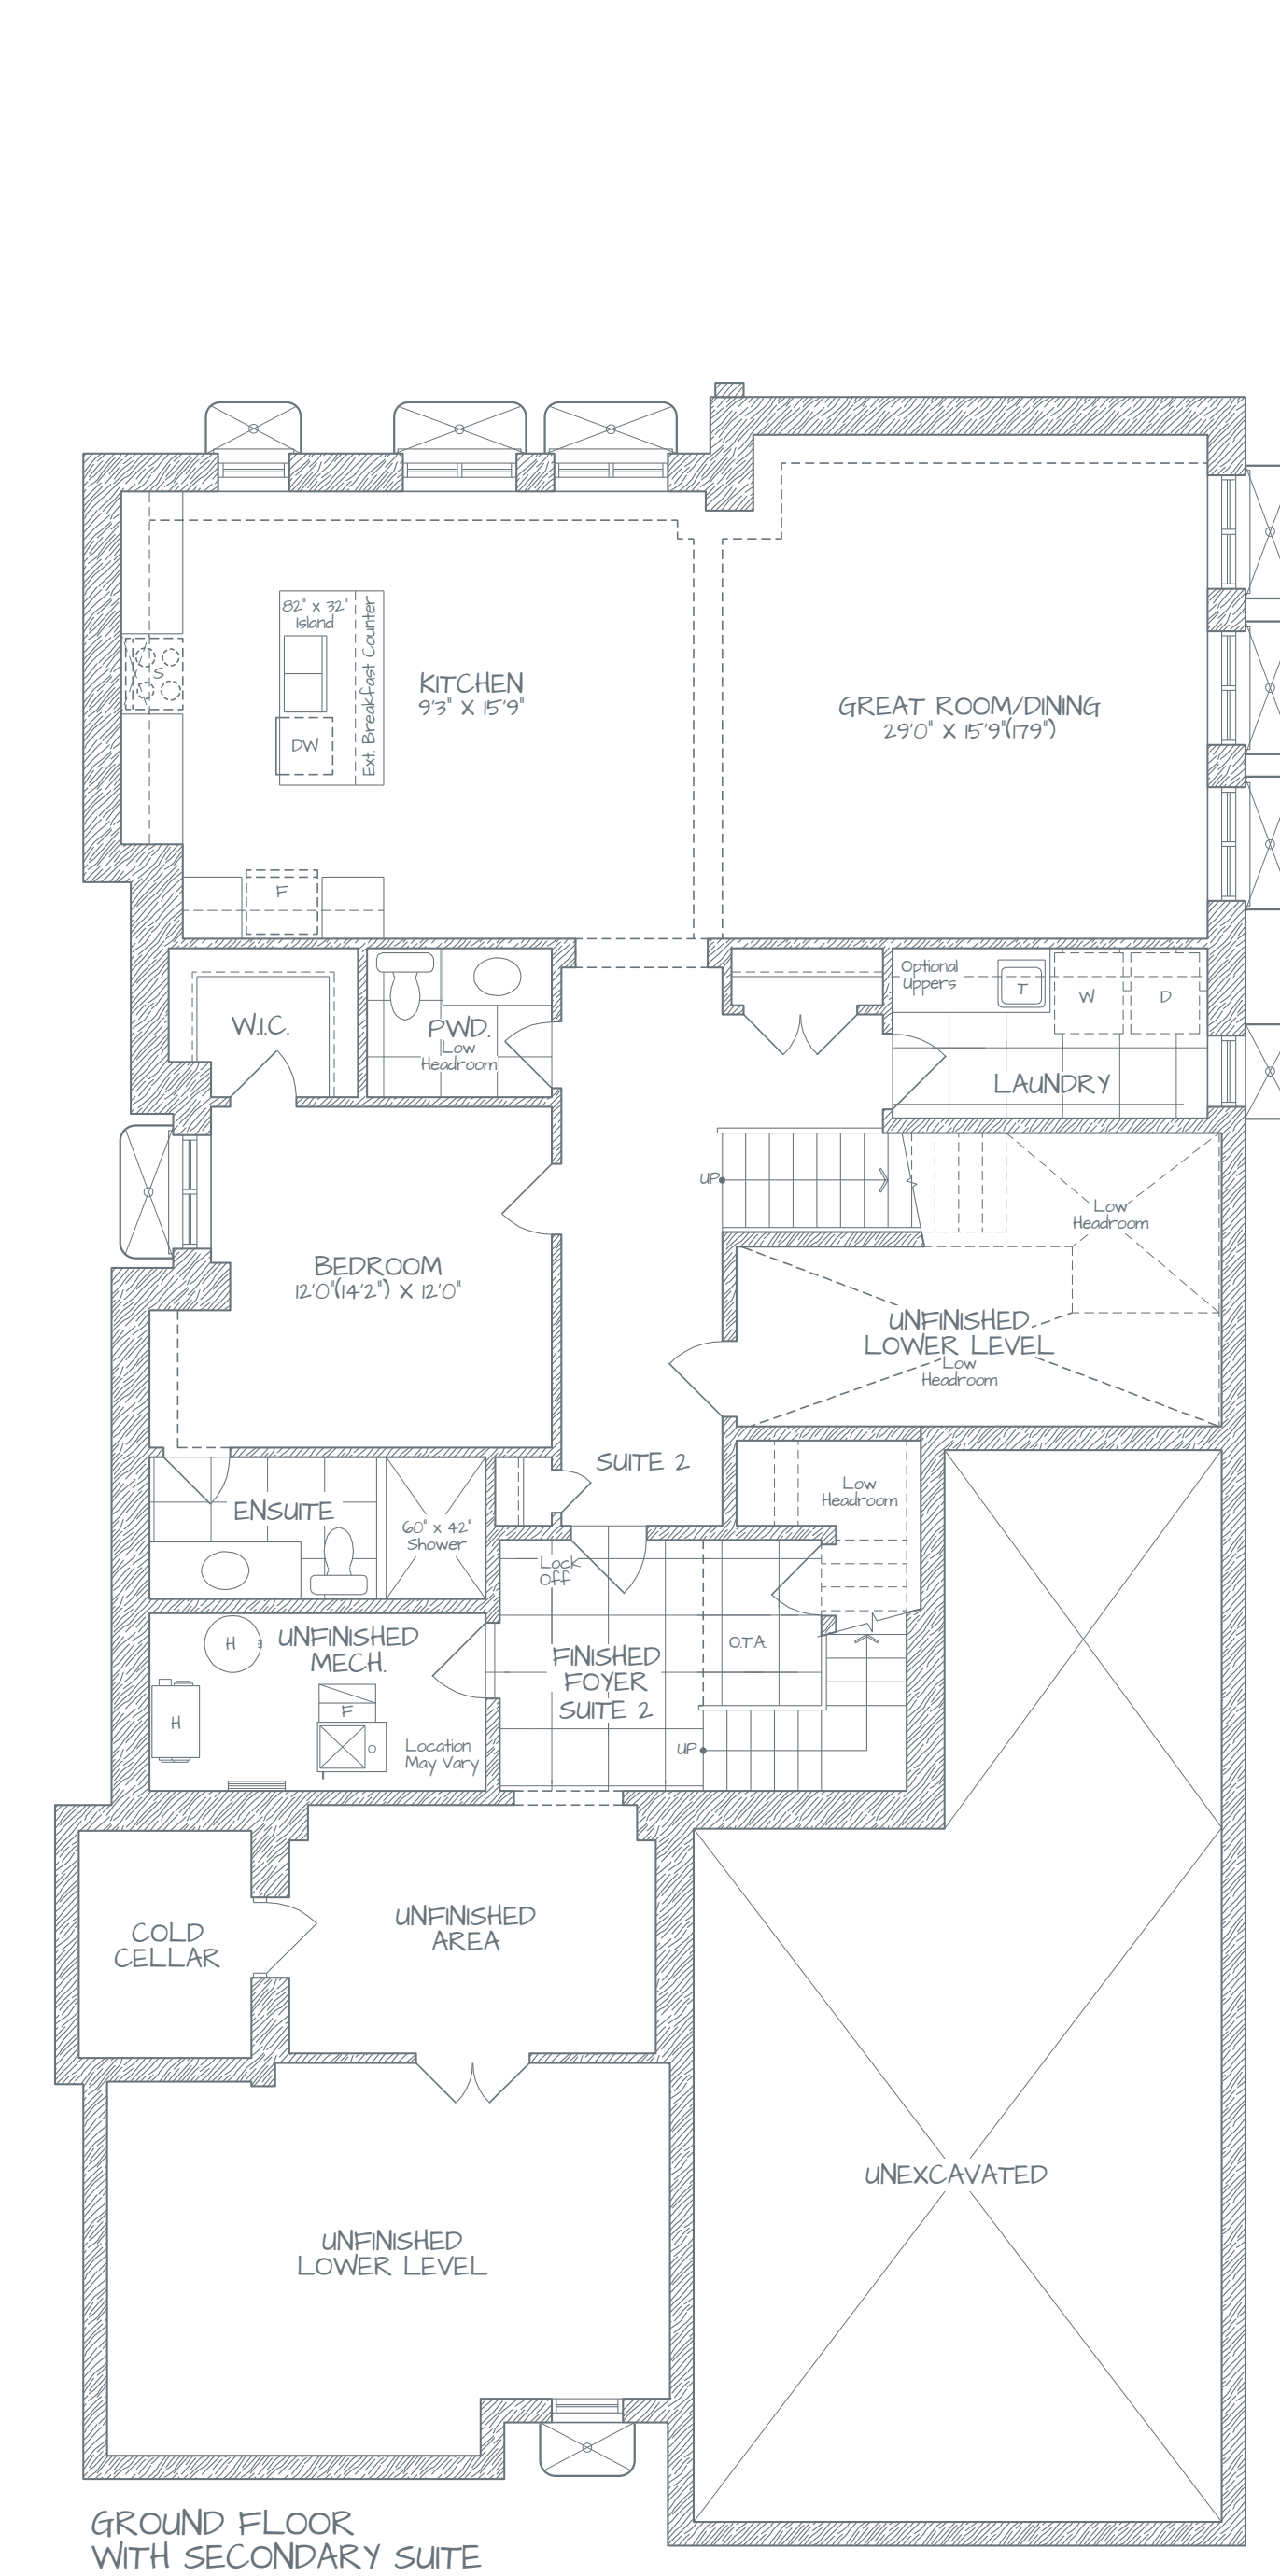 82" x 32"
Island
Ext. Breakfast Counter
S
DW
KITCHEN
9'3" X 15'9"
GREAT ROOM/DINING
29'0" X 15'9"(17'9")
F
W.I.C.
PWD.
Low
Headroom
Optional
Uppers
T
W
D
LAUNDRY
UP
Low
Headroom
BEDROOM
12'0"(14'2") X 12'0"
UNFINISHED
LOWER LEVEL
Low
Headroom
SUITE 2
Low
Headroom
ENSUITE
60" x 42"
Shower
Lock
Off
H
UNFINISHED
MECH.
FINISHED
FOYER
SUITE 2
O.T.A.
H
F
Location
May Vary
UP
COLD
CELLAR
UNFINISHED
AREA
UNEXCAVATED
UNFINISHED
LOWER LEVEL
GROUND FLOOR
WITH SECONDARY SUITE